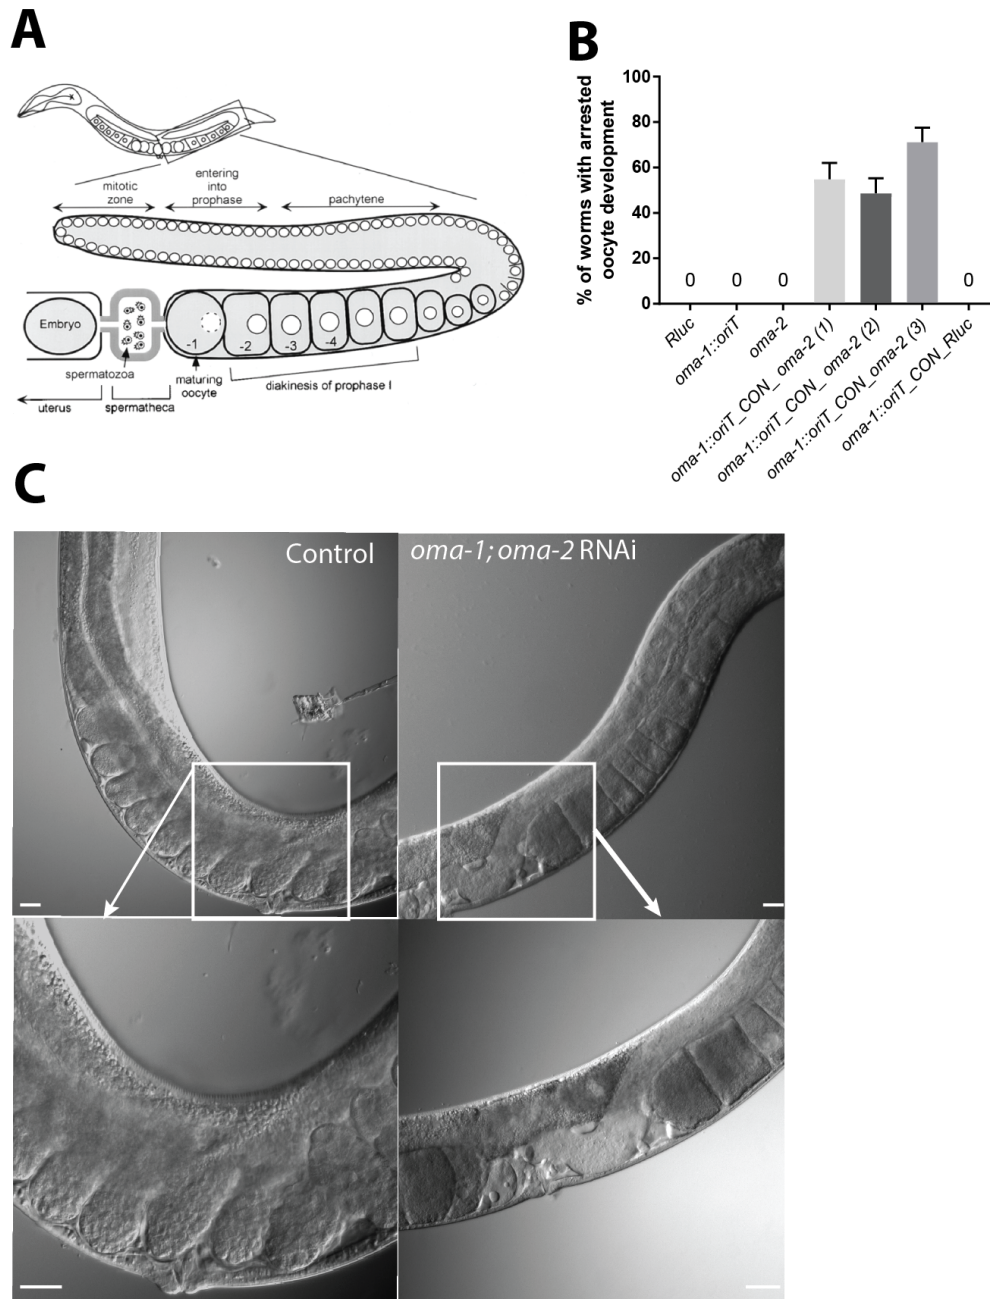 A
mitotic
zone
entering
into
prophase
pachytene
Embryo
-1
-2
-3
-4
spermatozoa
maturing
oocyte
diakinesis of prophase I
uterus
spermatheca
B
% of worms with arrested
oocyte development
100
80
60
40
20
0
0
0
0
0
Rluc
oma-1::oriT
oma-2
oma-1::oriT_CON_oma-2 (1)
oma-1::oriT_CON_oma-2 (2)
oma-1::oriT_CON_oma-2 (3)
oma-1::oriT_CON_Rluc
C
Control
oma-1; oma-2 RNAi